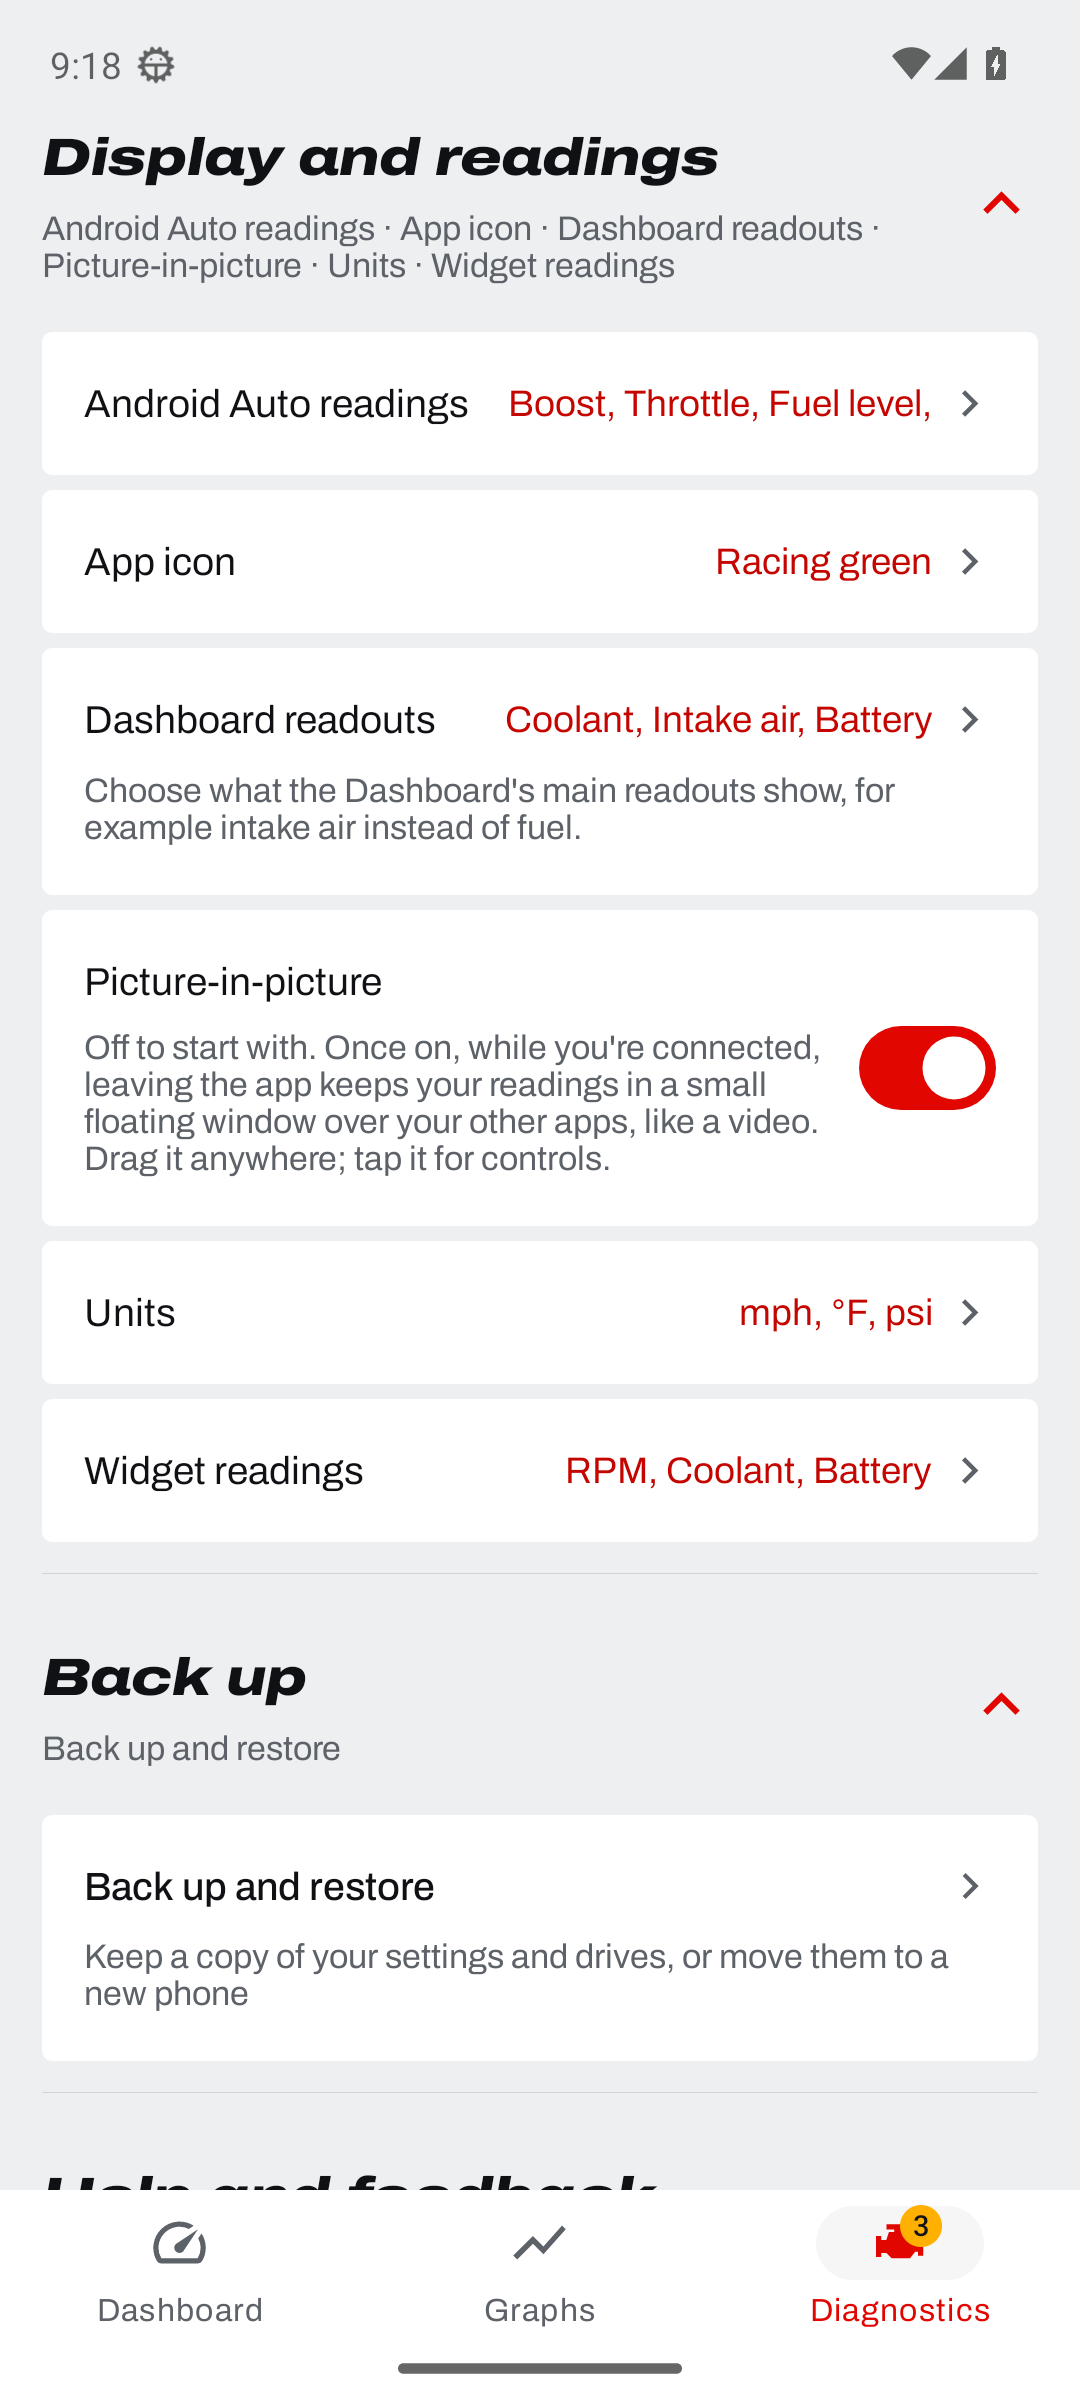 9:18
Display and readings
Android Auto readings · App icon · Dashboard readouts ·
Picture-in-picture · Units · Widget readings
Android Auto readings
Boost, Throttle, Fuel level,
App icon
Racing green
Dashboard readouts
Coolant, Intake air, Battery
Choose what the Dashboard's main readouts show, for
example intake air instead of fuel.
Picture-in-picture
Off to start with. Once on, while you're connected,
leaving the app keeps your readings in a small
floating window over your other apps, like a video.
Drag it anywhere; tap it for controls.
Units
mph, °F, psi
Widget readings
RPM, Coolant, Battery
Back up
Back up and restore
Back up and restore
Keep a copy of your settings and drives, or move them to a
new phone
Help and feedback
3
Dashboard
Graphs
Diagnostics